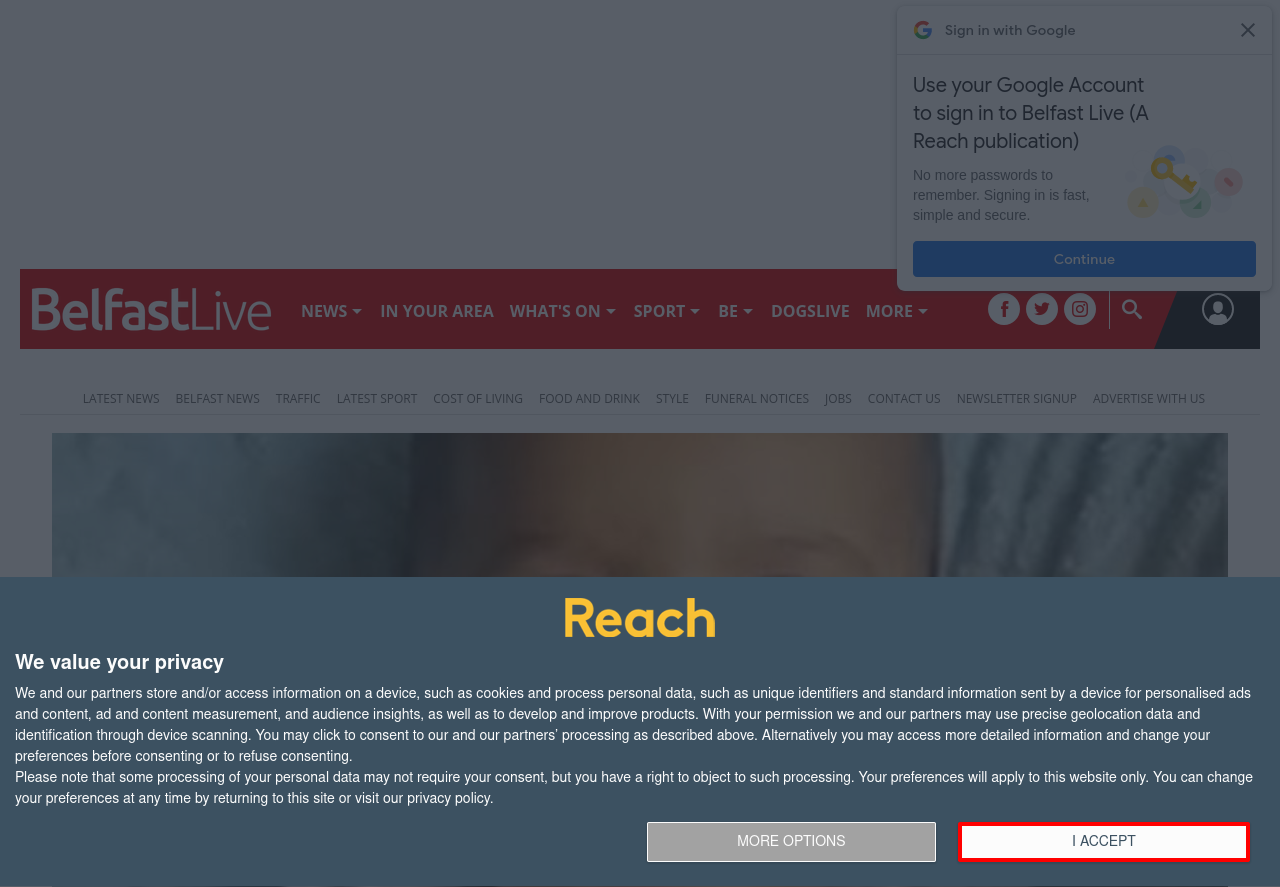 Sign in with Google
Use your Google Account
to sign in to Belfast Live (A
Reach publication)
No more passwords to
remember. Signing in is fast,
simple and secure.
Continue
BelfastLive
NEWS IN YOUR AREA WHAT'S ON SPORT BE DOGSLIVE MORE
LATEST NEWS BELFAST NEWS TRAFFIC LATEST SPORT COST OF LIVING FOOD AND DRINK STYLE FUNERAL NOTICES JOBS CONTACT US NEWSLETTER SIGNUP ADVERTISE WITH US
Reach
We value your privacy
We and our partners store and/or access information on a device, such as cookies and process personal data, such as unique identifiers and standard information sent by a device for personalised ads
and content, ad and content measurement, and audience insights, as well as to develop and improve products. With your permission we and our partners may use precise geolocation data and
identification through device scanning. You may click to consent to our and our partners’ processing as described above. Alternatively you may access more detailed information and change your
preferences before consenting or to refuse consenting.
Please note that some processing of your personal data may not require your consent, but you have a right to object to such processing. Your preferences will apply to this website only. You can change
your preferences at any time by returning to this site or visit our privacy policy.
MORE OPTIONS I ACCEPT